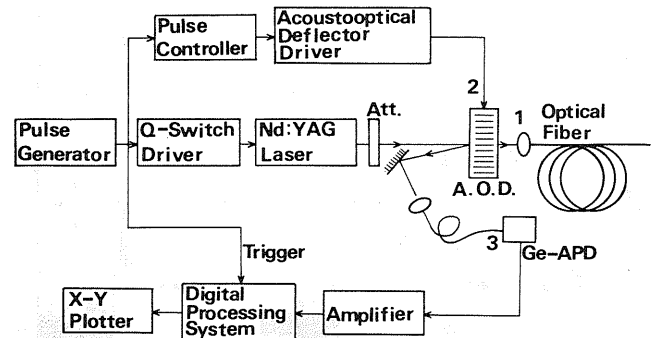 Pulse
Controller
Acoustooptical
Deflector
Driver
2
1
Optical
Fiber
Att.
Pulse
Generator
Q-Switch
Driver
Nd:YAG
Laser
A.O.D.
3
Ge-APD
Trigger
X-Y
Plotter
Digital
Processing
System
Amplifier